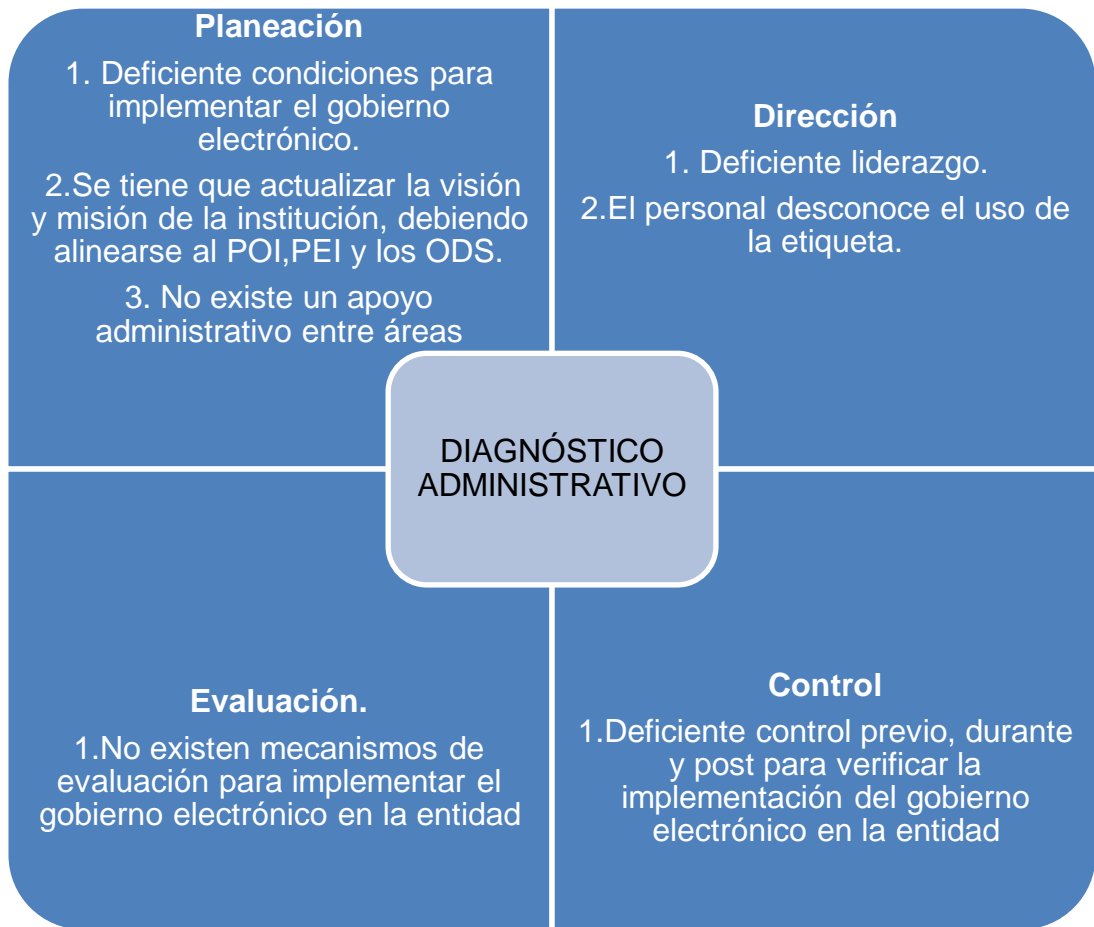 Planeación
1. Deficiente condiciones para
implementar el gobierno
electrónico.
2.Se tiene que actualizar la visión
y misión de la institución, debiendo
alinearse al POI,PEI y los ODS.
3. No existe un apoyo
administrativo entre áreas
Dirección
1. Deficiente liderazgo.
2.El personal desconoce el uso de
la etiqueta.
DIAGNÓSTICO
ADMINISTRATIVO
Evaluación.
1.No existen mecanismos de
evaluación para implementar el
gobierno electrónico en la entidad
Control
1.Deficiente control previo, durante
y post para verificar la
implementación del gobierno
electrónico en la entidad